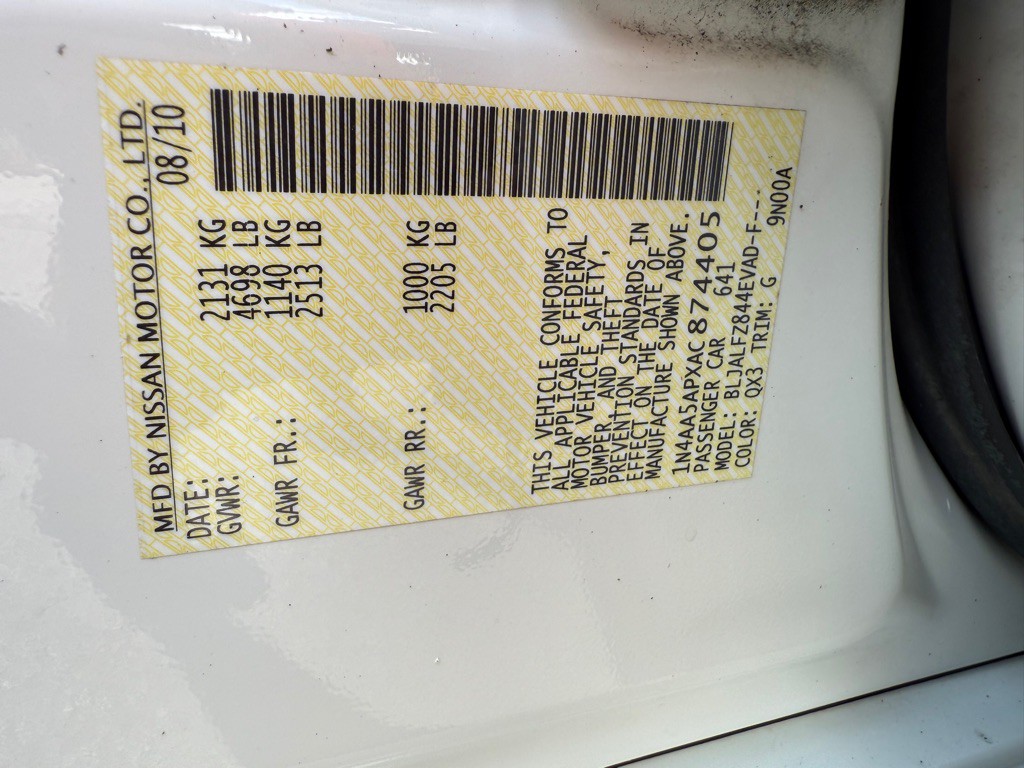 MFD BY NISSAN MOTOR CO., LTD.
DATE: 08/10
GVWR: 2131 KG
4698 LB
GAWR FR.: 1140 KG
2513 LB
GAWR RR.: 1000 KG
2205 LB
THIS VEHICLE CONFORMS TO
ALL APPLICABLE FEDERAL
MOTOR VEHICLE SAFETY,
BUMPER AND THEFT
PREVENTION STANDARDS IN
EFFECT ON THE DATE OF
MANUFACTURE SHOWN ABOVE.
1N4AA5APXAC874405
PASSENGER CAR 641
MODEL: BLJALFZ844EVAD-F----
COLOR: QX3 TRIM: G 9N00A